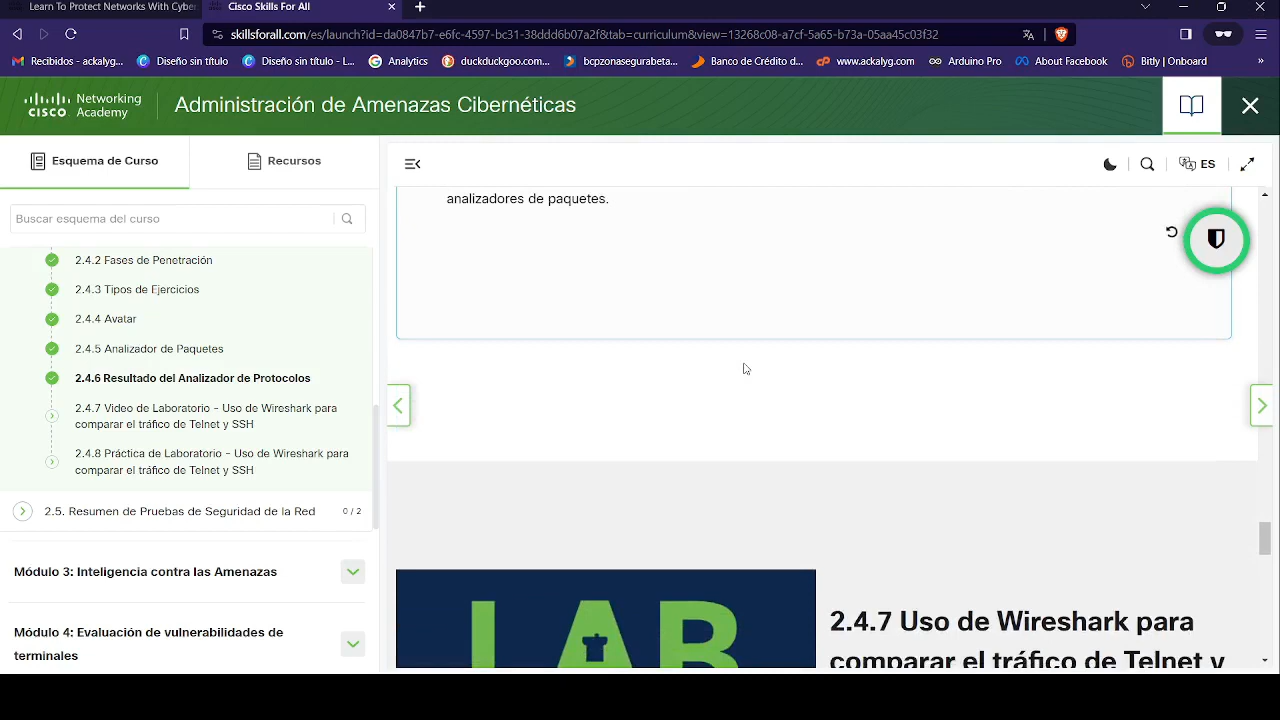 Learn To Protect Networks With Cyber
Cisco Skills For All
skillsforall.com/es/launch?id=da0847b7-e6fc-4597-bc31-38ddd6b07a2f&tab=curriculum&view=13268c08-a7cf-5a65-b73a-05aa45c03f32
Recibidos - ackalyg...
Diseño sin título
Diseño sin título - L...
Analytics
duckduckgoo.com...
bcpzonasegurabeta...
Banco de Crédito d...
www.ackalyg.com
Arduino Pro
About Facebook
Bitly | Onboard
»
cisco
Networking
Academy
Administración de Amenazas Cibernéticas
Esquema de Curso
Recursos
ES
Buscar esquema del curso
2.4.2 Fases de Penetración
2.4.3 Tipos de Ejercicios
2.4.4 Avatar
2.4.5 Analizador de Paquetes
2.4.6 Resultado del Analizador de Protocolos
2.4.7 Video de Laboratorio - Uso de Wireshark para
comparar el tráfico de Telnet y SSH
2.4.8 Práctica de Laboratorio - Uso de Wireshark para
comparar el tráfico de Telnet y SSH
2.5. Resumen de Pruebas de Seguridad de la Red
0 / 2
Módulo 3: Inteligencia contra las Amenazas
Módulo 4: Evaluación de vulnerabilidades de
terminales
analizadores de paquetes.
LAB
2.4.7 Uso de Wireshark para
comparar el tráfico de Telnet y